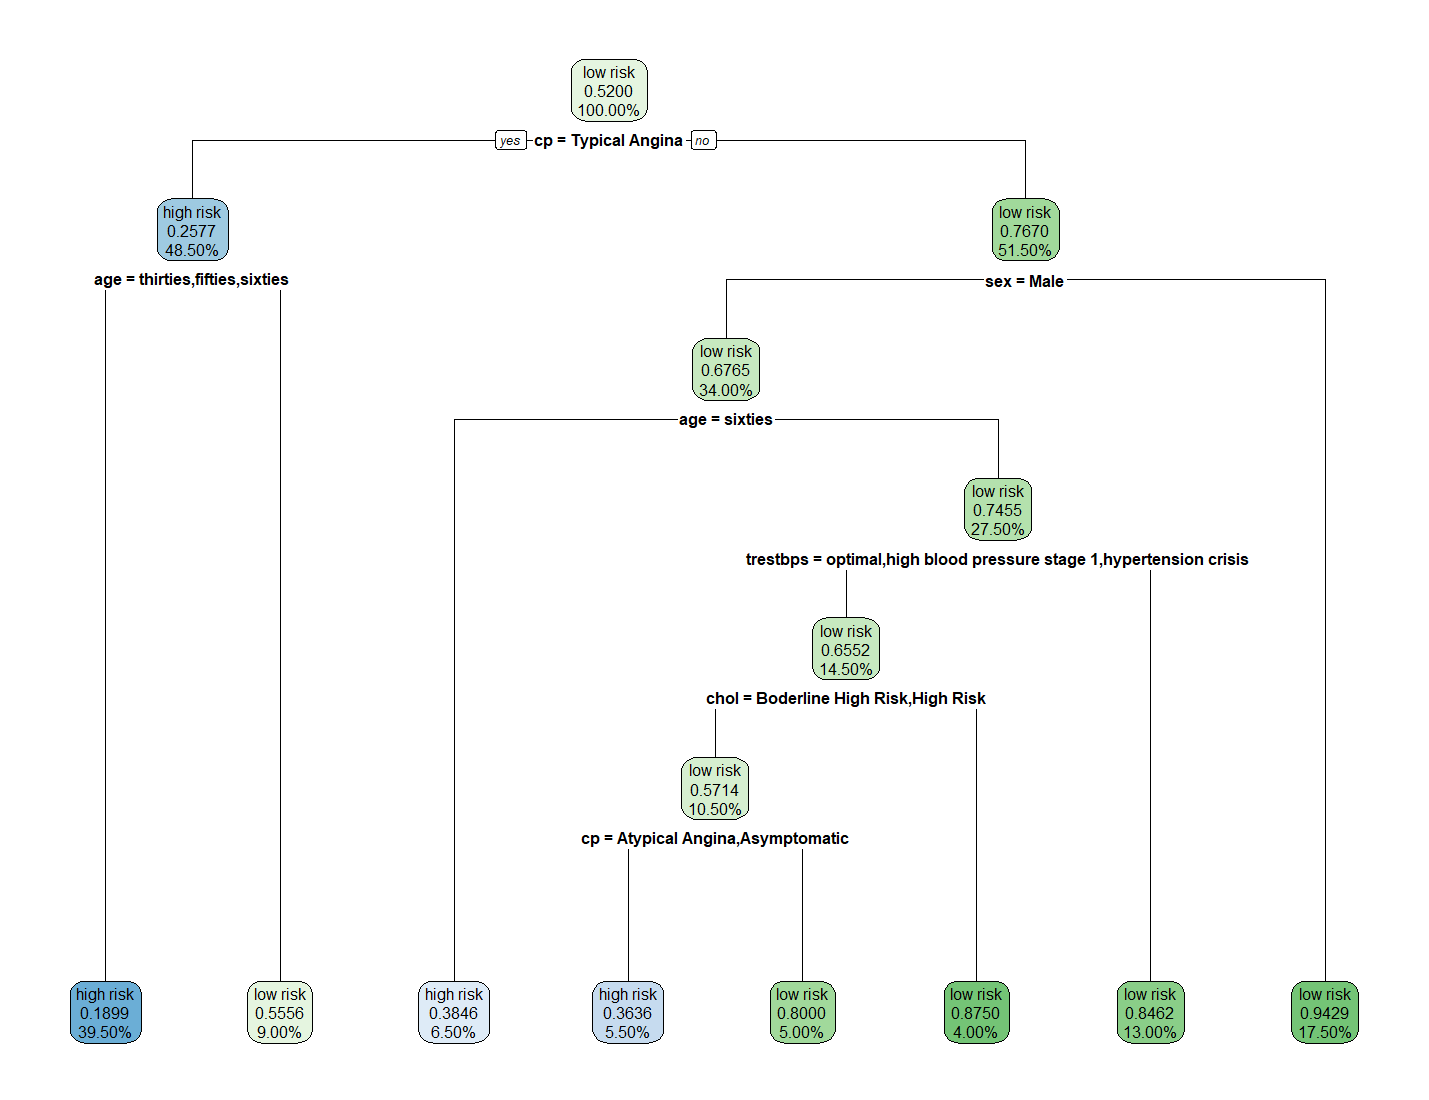 low risk
0.5200
100.00%
yes cp = Typical Angina no
high risk
0.2577
48.50%
low risk
0.7670
51.50%
age = thirties,fifties,sixties
sex = Male
low risk
0.6765
34.00%
age = sixties
low risk
0.7455
27.50%
trestbps = optimal,high blood pressure stage 1,hypertension crisis
low risk
0.6552
14.50%
chol = Boderline High Risk,High Risk
low risk
0.5714
10.50%
cp = Atypical Angina,Asymptomatic
high risk
0.1899
39.50%
low risk
0.5556
9.00%
high risk
0.3846
6.50%
high risk
0.3636
5.50%
low risk
0.8000
5.00%
low risk
0.8750
4.00%
low risk
0.8462
13.00%
low risk
0.9429
17.50%